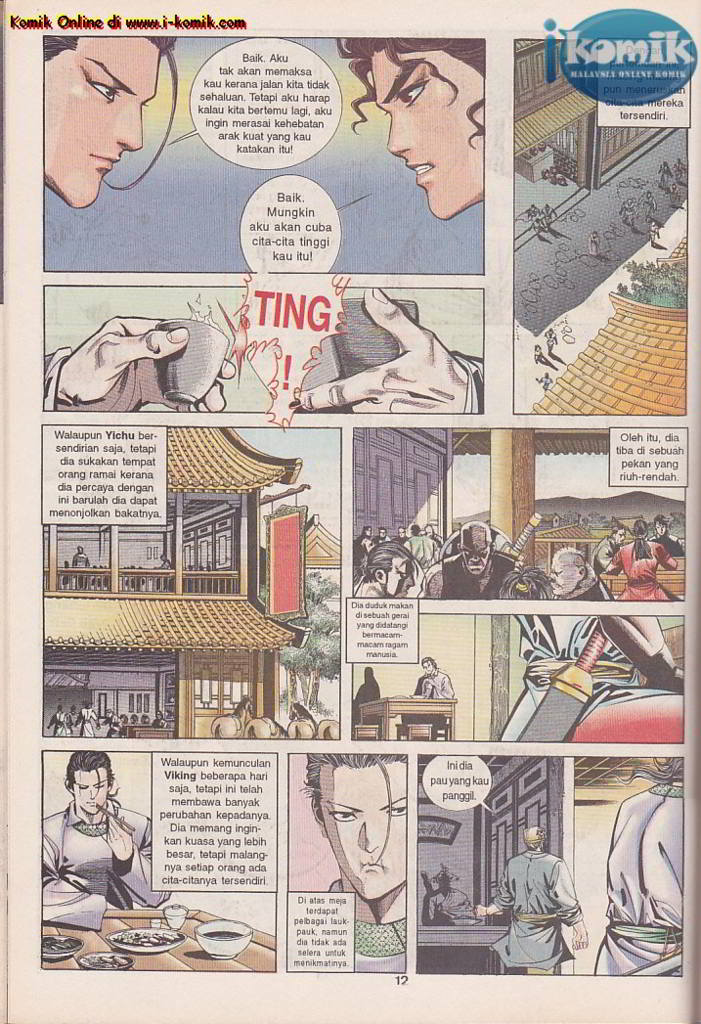 Komik Online di www.i-komik.com
ikomik
MALAYSIA ONLINE KOMIK
Baik. Aku
tak akan memaksa
kau kerana jalan kita tidak
sehaluan. Tetapi aku harap
kalau kita bertemu lagi, aku
ingin merasai kehebatan
arak kuat yang kau
katakan itu!
Baik.
Mungkin
aku akan cuba
cita-cita tinggi
kau itu!
pun meneruskan
cita-cita mereka
tersendiri.
TING
!
Walaupun Yichu ber-
sendirian saja, tetapi
dia sukakan tempat
orang ramai kerana
dia percaya dengan
ini barulah dia dapat
menonjolkan bakatnya.
Oleh itu, dia
tiba di sebuah
pekan yang
riuh-rendah.
Dia duduk makan
di sebuah gerai
yang didatangi
bermacam-
macam ragam
manusia.
Walaupun kemunculan
Viking beberapa hari
saja, tetapi ini telah
membawa banyak
perubahan kepadanya.
Dia memang ingin-
kan kuasa yang lebih
besar, tetapi malang-
nya setiap orang ada
cita-citanya tersendiri.
Di atas meja
terdapat
pelbagai lauk-
pauk, namun
dia tidak ada
selera untuk
menikmatinya.
Ini dia
pau yang kau
panggil.
12